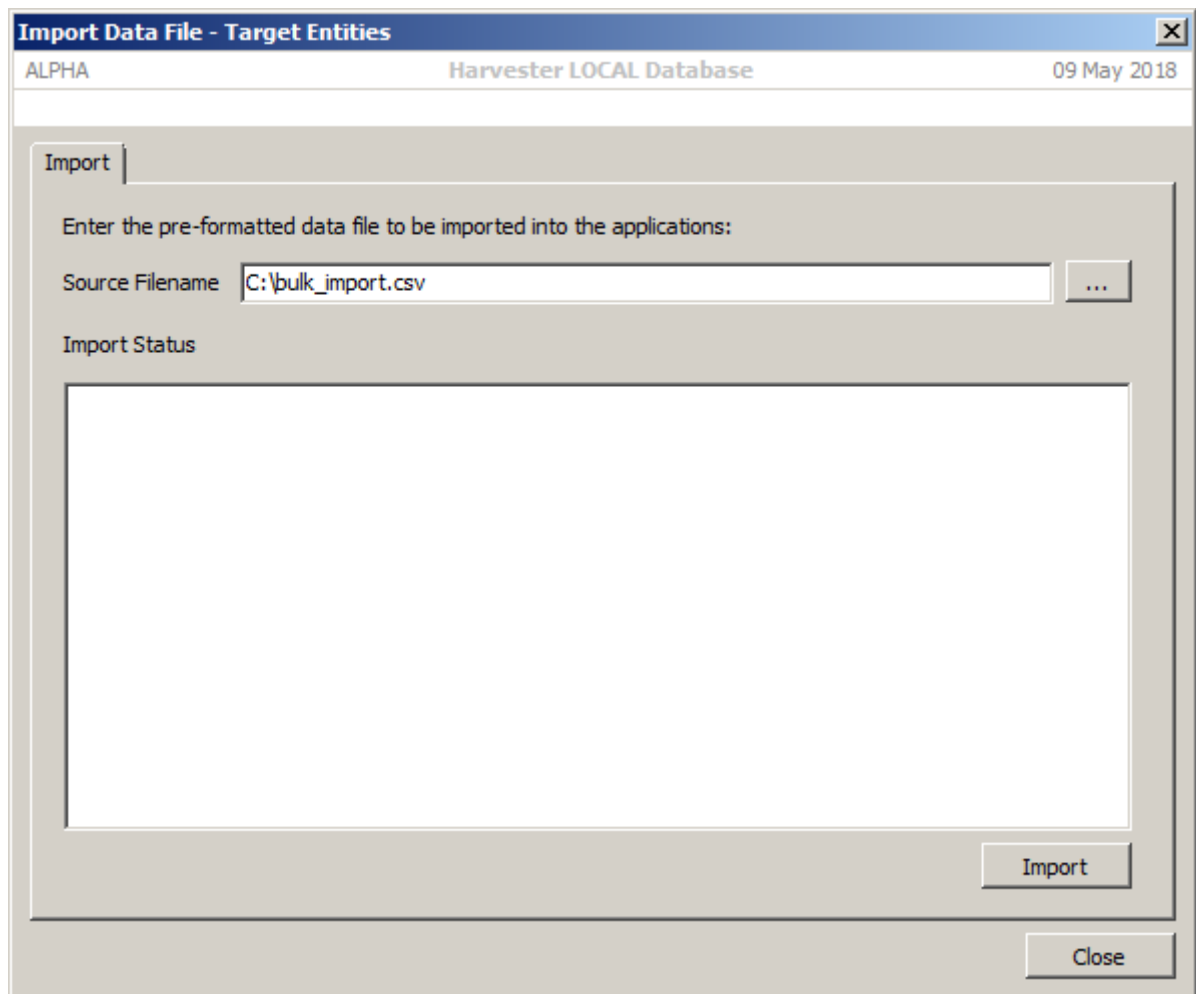 Import Data File - Target Entities
ALPHA Harvester LOCAL Database 09 May 2018
Import
Enter the pre-formatted data file to be imported into the applications:
Source Filename C:\bulk_import.csv ...
Import Status
Import
Close